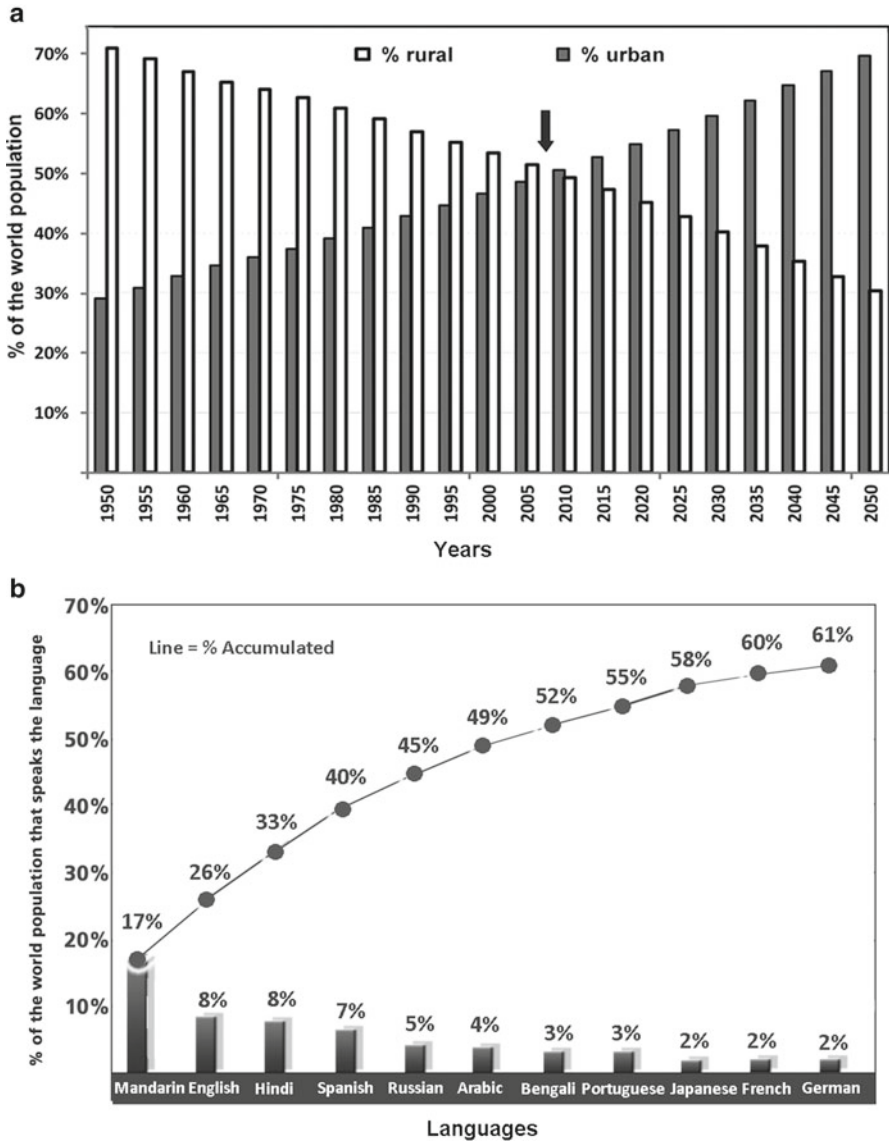 a
% rural % urban
70%
60%
50%
40%
30%
20%
10%
% of the world population
1950 1955 1960 1965 1970 1975 1980 1985 1990 1995 2000 2005 2010 2015 2020 2025 2030 2035 2040 2045 2050
Years
b
70%
60%
50%
40%
30%
20%
10%
% of the world population that speaks the language
Line = % Accumulated
17% 26% 33% 40% 45% 49% 52% 55% 58% 60% 61%
8% 8% 7% 5% 4% 3% 3% 2% 2% 2%
Mandarin English Hindi Spanish Russian Arabic Bengali Portuguese Japanese French German
Languages